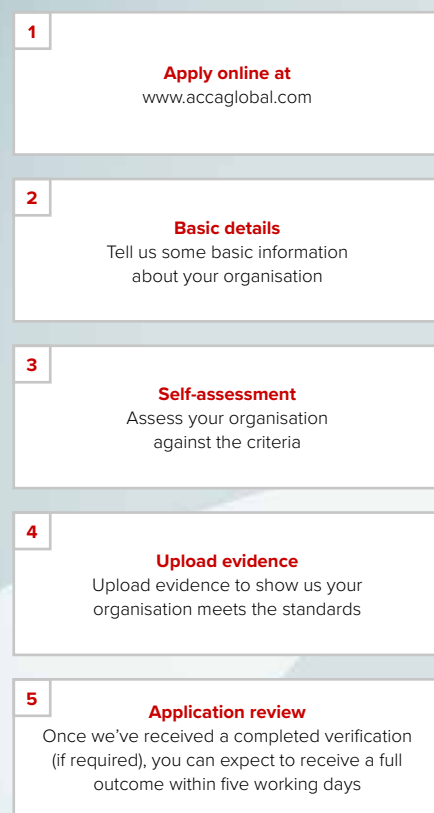 1
Apply online at
www.accaglobal.com
2
Basic details
Tell us some basic information
about your organisation
3
Self-assessment
Assess your organisation
against the criteria
4
Upload evidence
Upload evidence to show us your
organisation meets the standards
5
Application review
Once we've received a completed verification
(if required), you can expect to receive a full
outcome within five working days